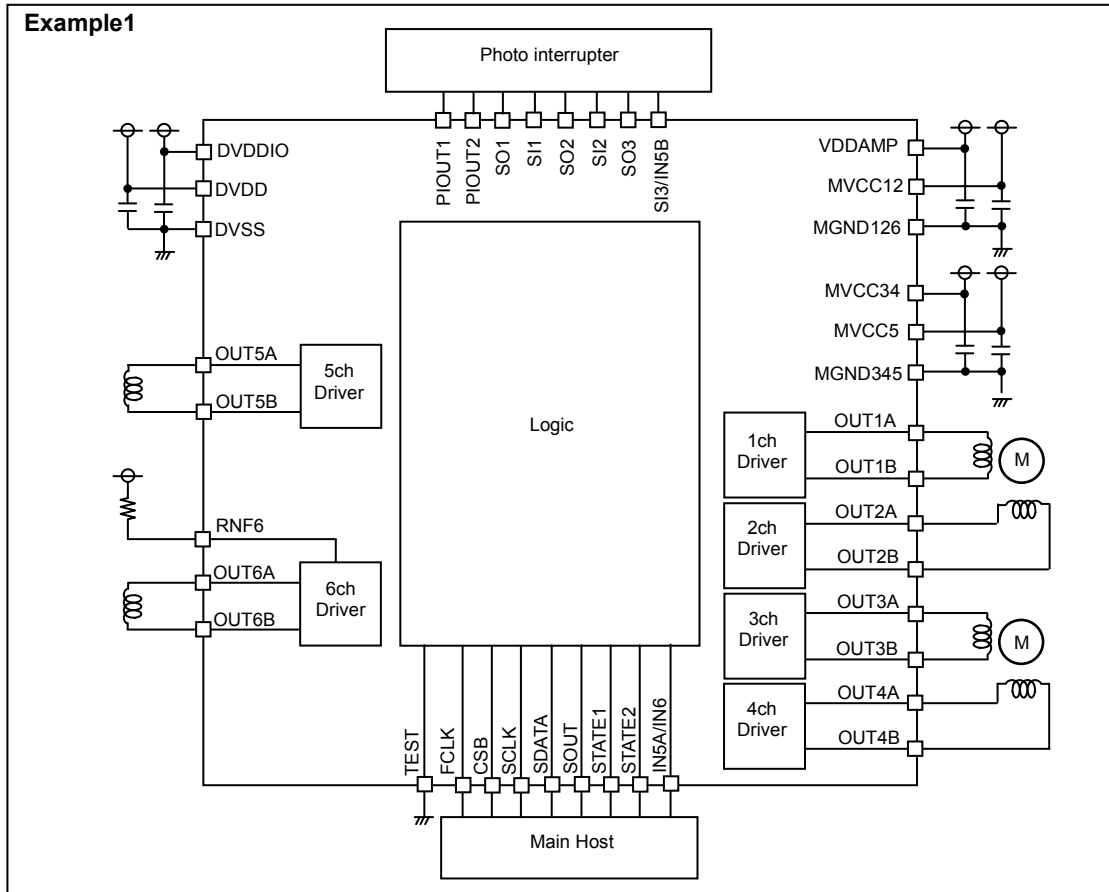 Example1
Photo interrupter
PIOUT1
PIOUT2
SO1
SI1
SO2
SI2
SO3
SI3/IN5B
DVDDIO
DVDD
DVSS
VDDAMP
MVCC12
MGND126
MVCC34
MVCC5
MGND345
OUT5A
OUT5B
5ch
Driver
Logic
RNF6
OUT6A
OUT6B
6ch
Driver
1ch
Driver
OUT1A
OUT1B
M
2ch
Driver
OUT2A
OUT2B
3ch
Driver
OUT3A
OUT3B
M
4ch
Driver
OUT4A
OUT4B
TEST
FCLK
CSB
SCLK
SDATA
SOUT
STATE1
STATE2
IN5A/IN6
Main Host